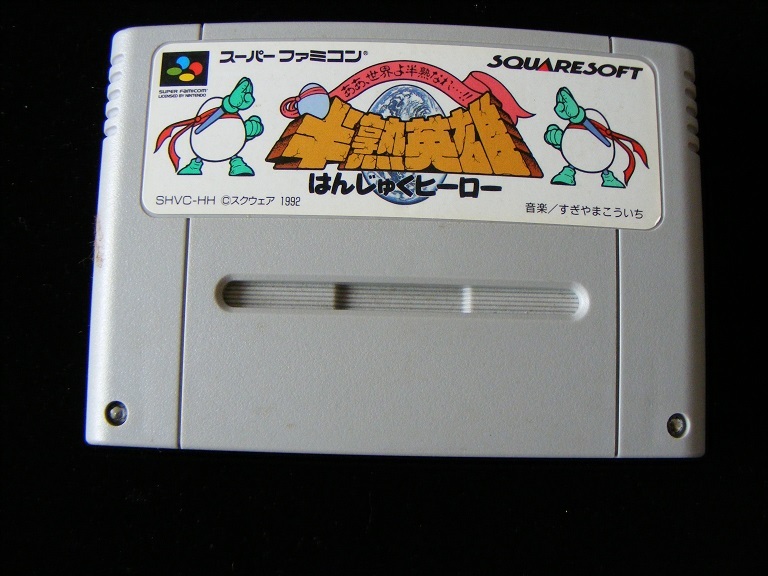 スーパーファミコン®
SQUARESOFT
SUPER FAMICOM
LICENSED BY NINTENDO
ああ、世界よ半熟なれ…!!
半熟英雄
はんじゅくヒーロー
SHVC-HH ©スクウェア 1992
音楽/すぎやまこういち